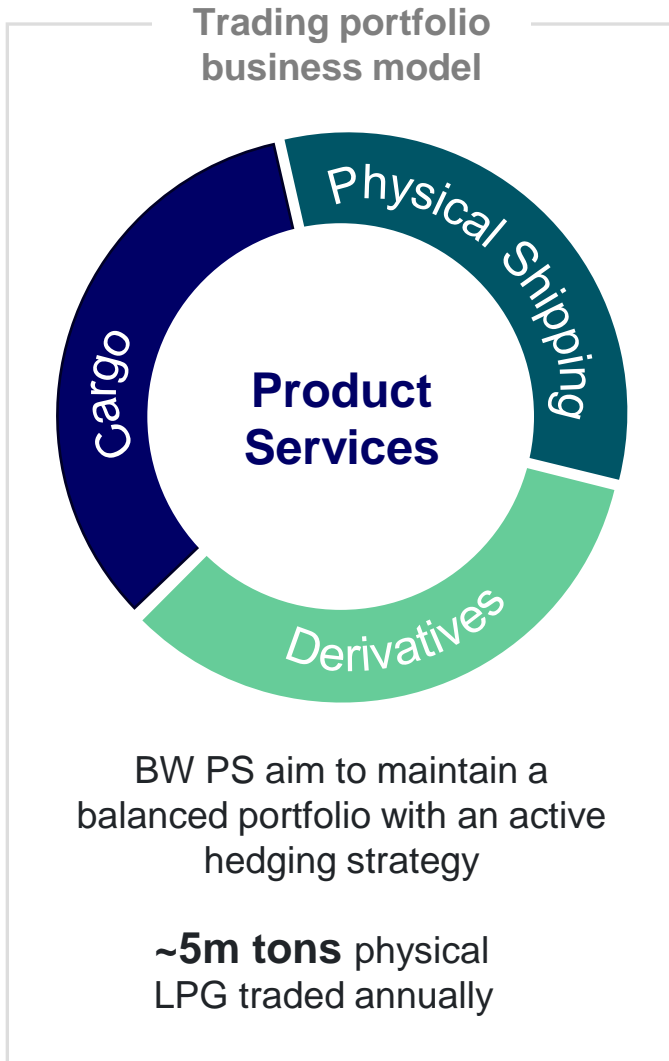 Trading portfolio
business model
Physical Shipping
Cargo
Product
Services
Derivatives
BW PS aim to maintain a
balanced portfolio with an active
hedging strategy
~5m tons physical
LPG traded annually